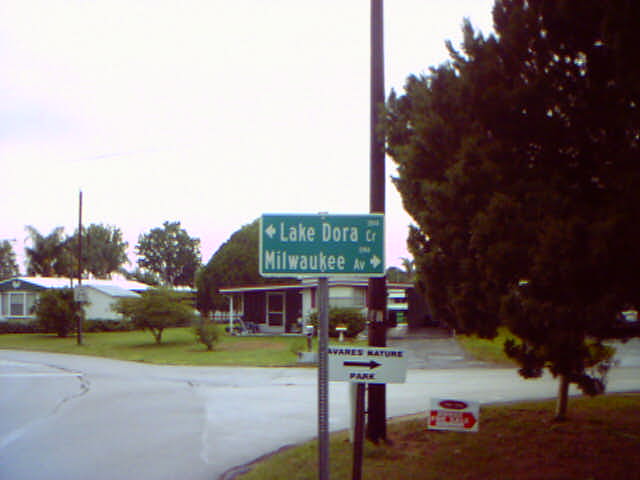 Lake Dora Cr
Milwaukee Av
AVARES NATURE
PARK